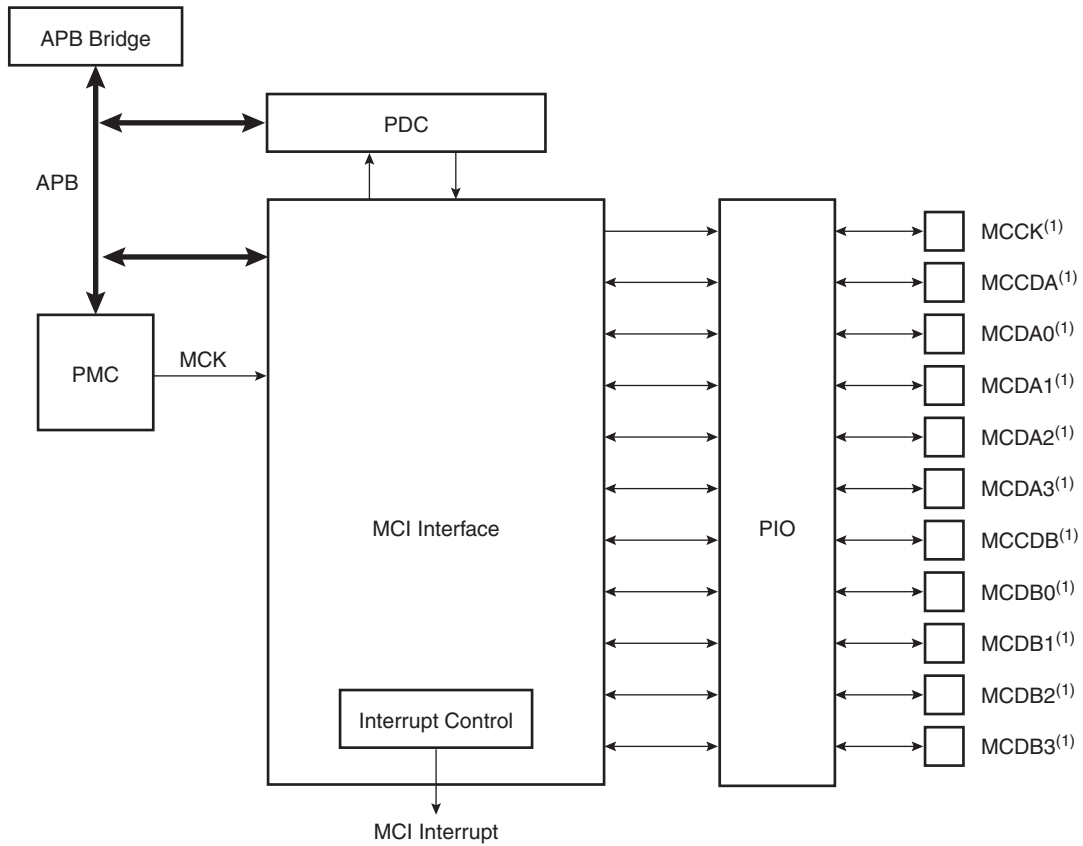 APB Bridge
PDC
APB
PMC
MCK
MCI Interface
Interrupt Control
MCI Interrupt
PIO
MCCK(1)
MCCDA(1)
MCDA0(1)
MCDA1(1)
MCDA2(1)
MCDA3(1)
MCCDB(1)
MCDB0(1)
MCDB1(1)
MCDB2(1)
MCDB3(1)